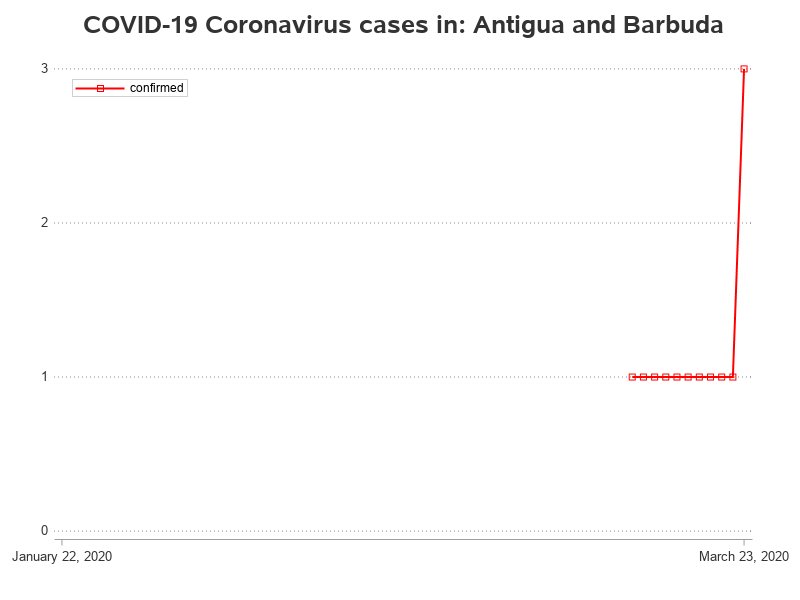 COVID-19 Coronavirus cases in: Antigua and Barbuda
3
confirmed
2
1
0
January 22, 2020
March 23, 2020